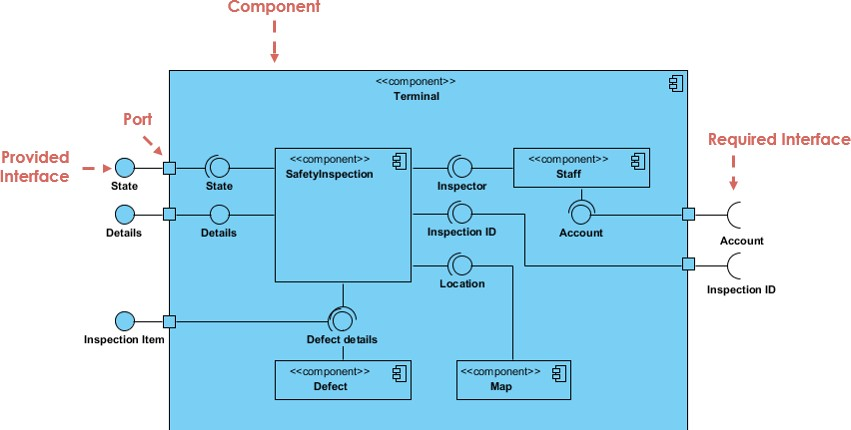 Component
<<component>>
Terminal
Port
Required Interface
Provided
Interface
<<component>>
SafetyInspection
<<component>>
Staff
State
State
Inspector
Details
Details
Inspection ID
Account
Account
Location
Inspection ID
Inspection Item
Defect details
<<component>>
Defect
<<component>>
Map